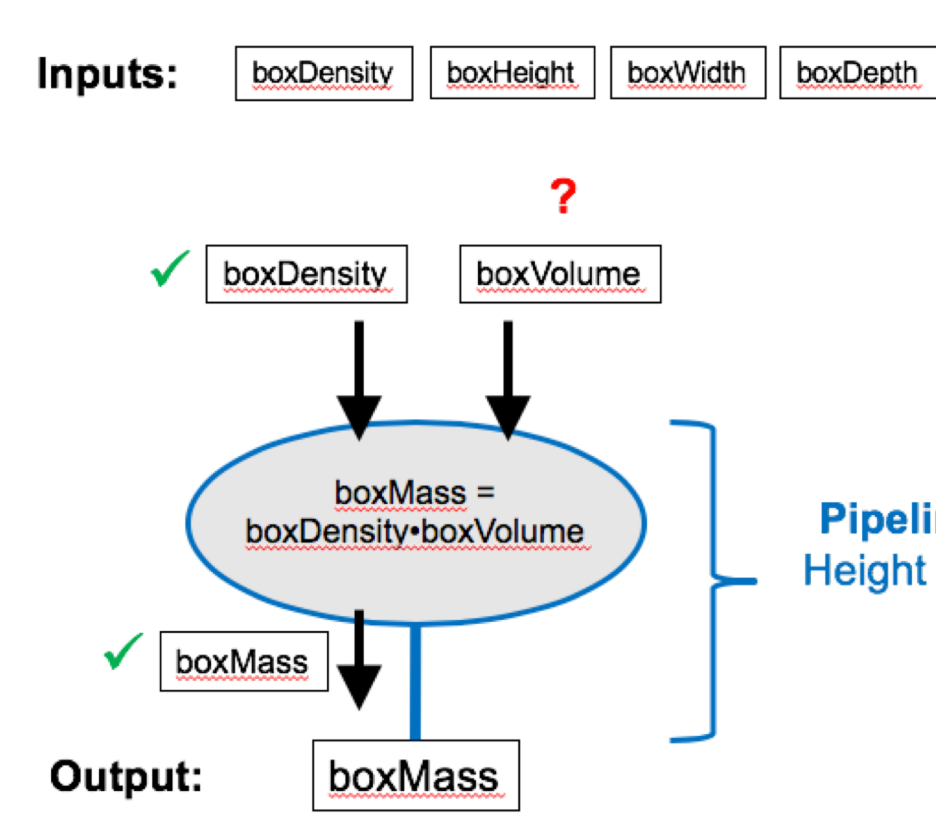 Inputs: boxDensity boxHeight boxWidth boxDepth
?
boxDensity boxVolume
boxMass =
boxDensity•boxVolume
Height
boxMass
Output: boxMass